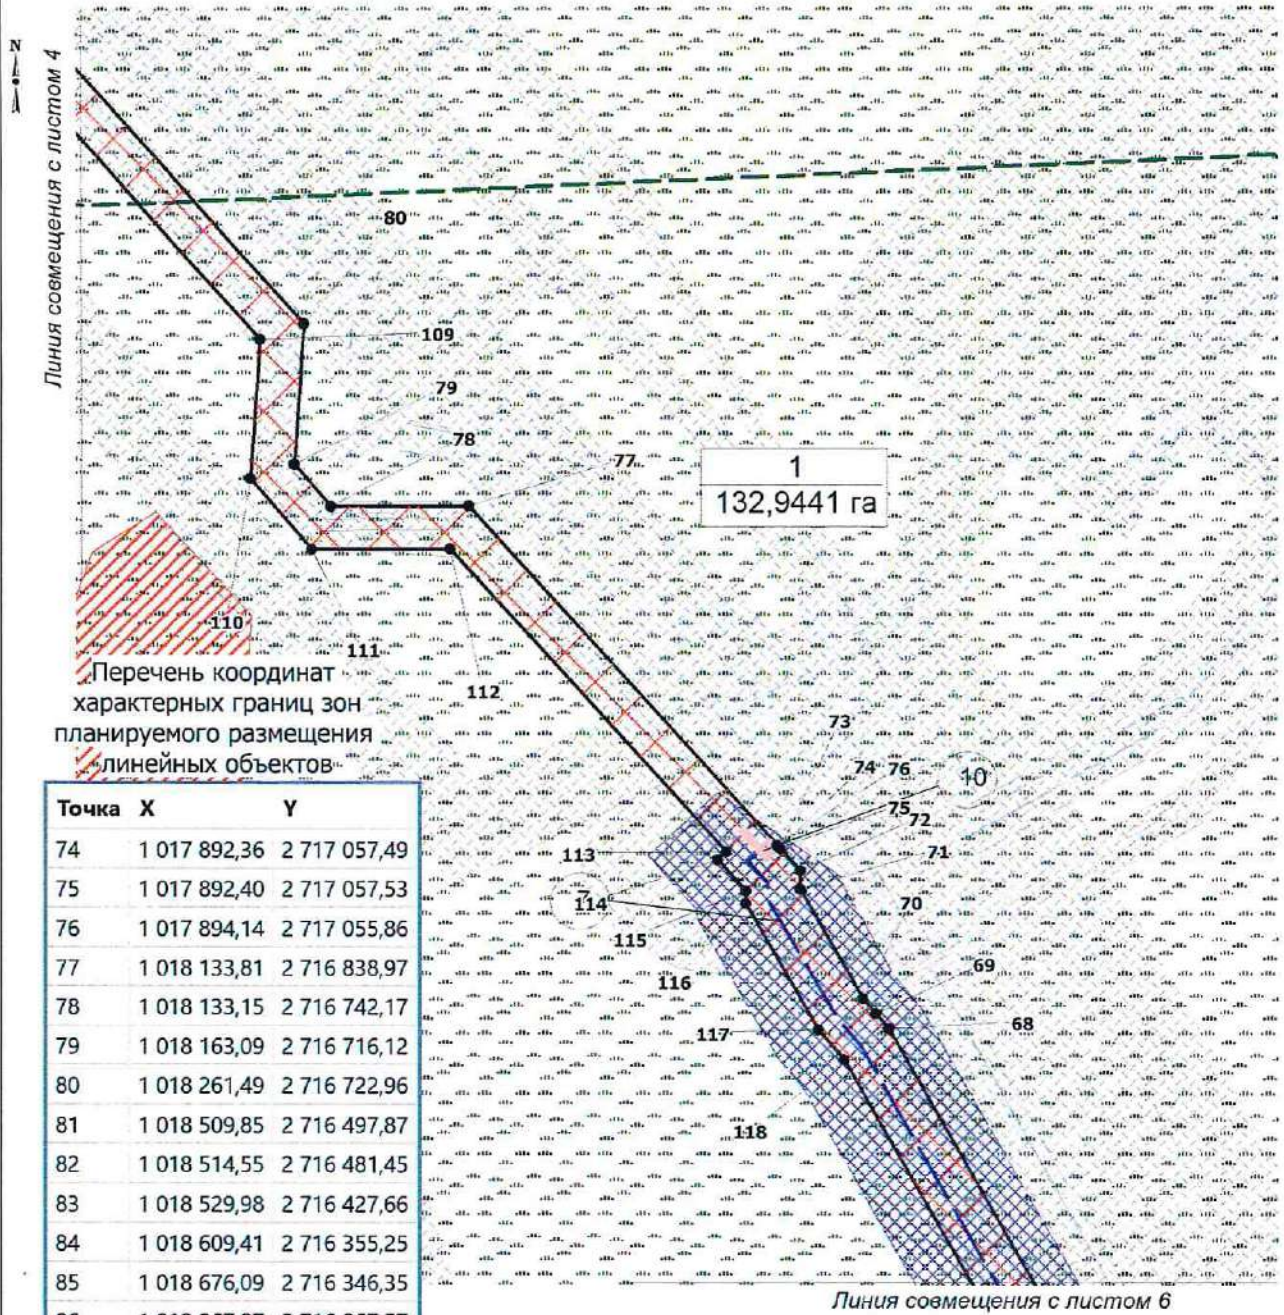 N
Линия совмещения с листом 4
80
109
79
78
77
1
132,9441 га
110
111
112
Перечень координат
характерных границ зон
планируемого размещения
линейных объектов
73
74 76
10
75
72
113
71
7
114
70
115
69
116
68
117
118
Точка X Y
74 1 017 892,36 2 717 057,49
75 1 017 892,40 2 717 057,53
76 1 017 894,14 2 717 055,86
77 1 018 133,81 2 716 838,97
78 1 018 133,15 2 716 742,17
79 1 018 163,09 2 716 716,12
80 1 018 261,49 2 716 722,96
81 1 018 509,85 2 716 497,87
82 1 018 514,55 2 716 481,45
83 1 018 529,98 2 716 427,66
84 1 018 609,41 2 716 355,25
85 1 018 676,09 2 716 346,35
Линия совмещения с листом 6